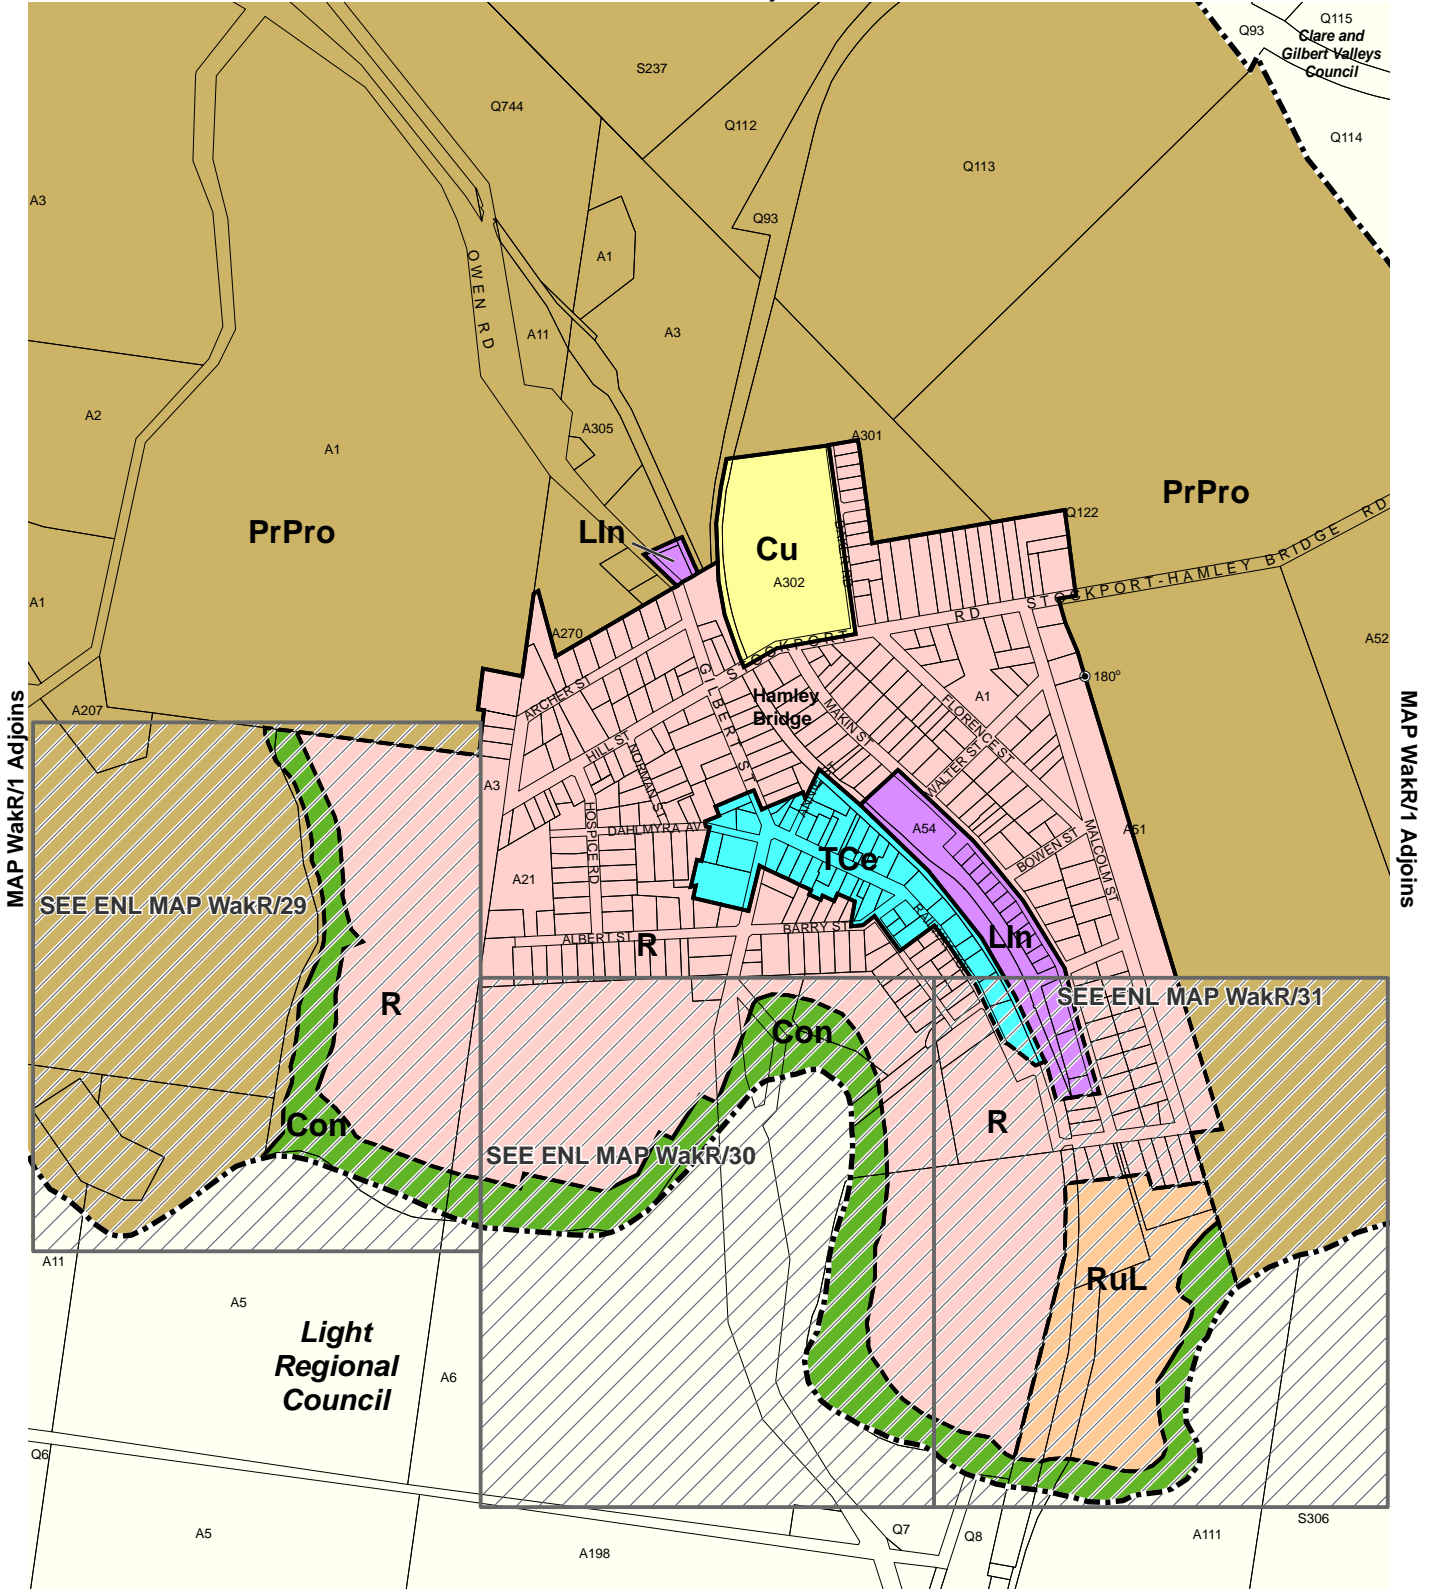 Q115
Q93
Clare and
Gilbert Valleys
Council
S237
Q744
Q112
Q114
Q113
A3
Q93
OWEN RD
A1
A11
A3
A2
A305
A301
A1
PrPro
PrPro
Q122
LIn
Cu
A302
STOCKPORT-HAMLEY BRIDGE RD
RD
A1
A270
A52
180°
A207
ARCHER ST
GILBERT ST
Hamley
Bridge
A1
MAKIN ST
FLORENCE ST
HILL ST
NORMAN ST
WALTER ST
MAP WakR/1 Adjoins
MAP WakR/1 Adjoins
A3
HOSPICE RD
DAHLMYRA AV
A54
A51
MALCOLM ST
BOWEN ST
TCe
A21
SEE ENL MAP WakR/29
BARRY ST
ALBERT ST
R
LIn
SEE ENL MAP WakR/31
R
Con
Con
R
SEE ENL MAP WakR/30
A11
RuL
A5
Light
Regional
Council
A6
Q6
S306
Q7
Q8
A111
A5
A198